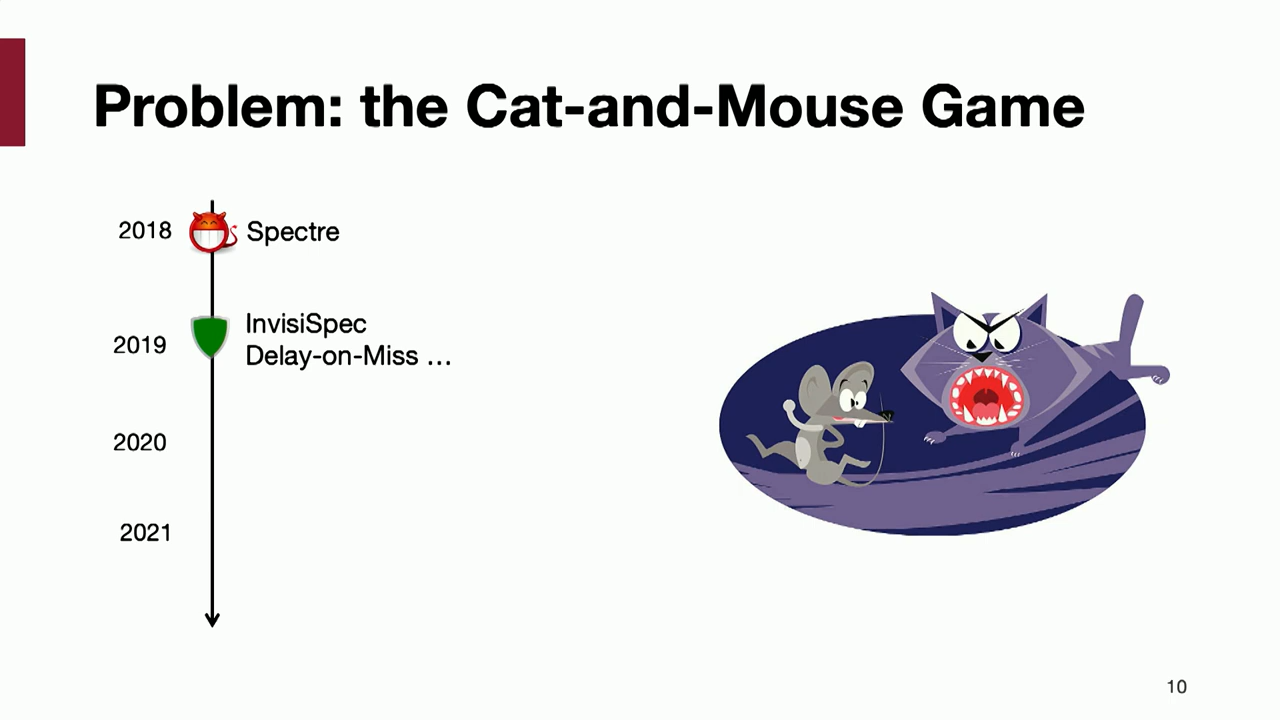 Problem: the Cat-and-Mouse Game
2018
Spectre
2019
InvisiSpec
Delay-on-Miss ...
2020
2021
10